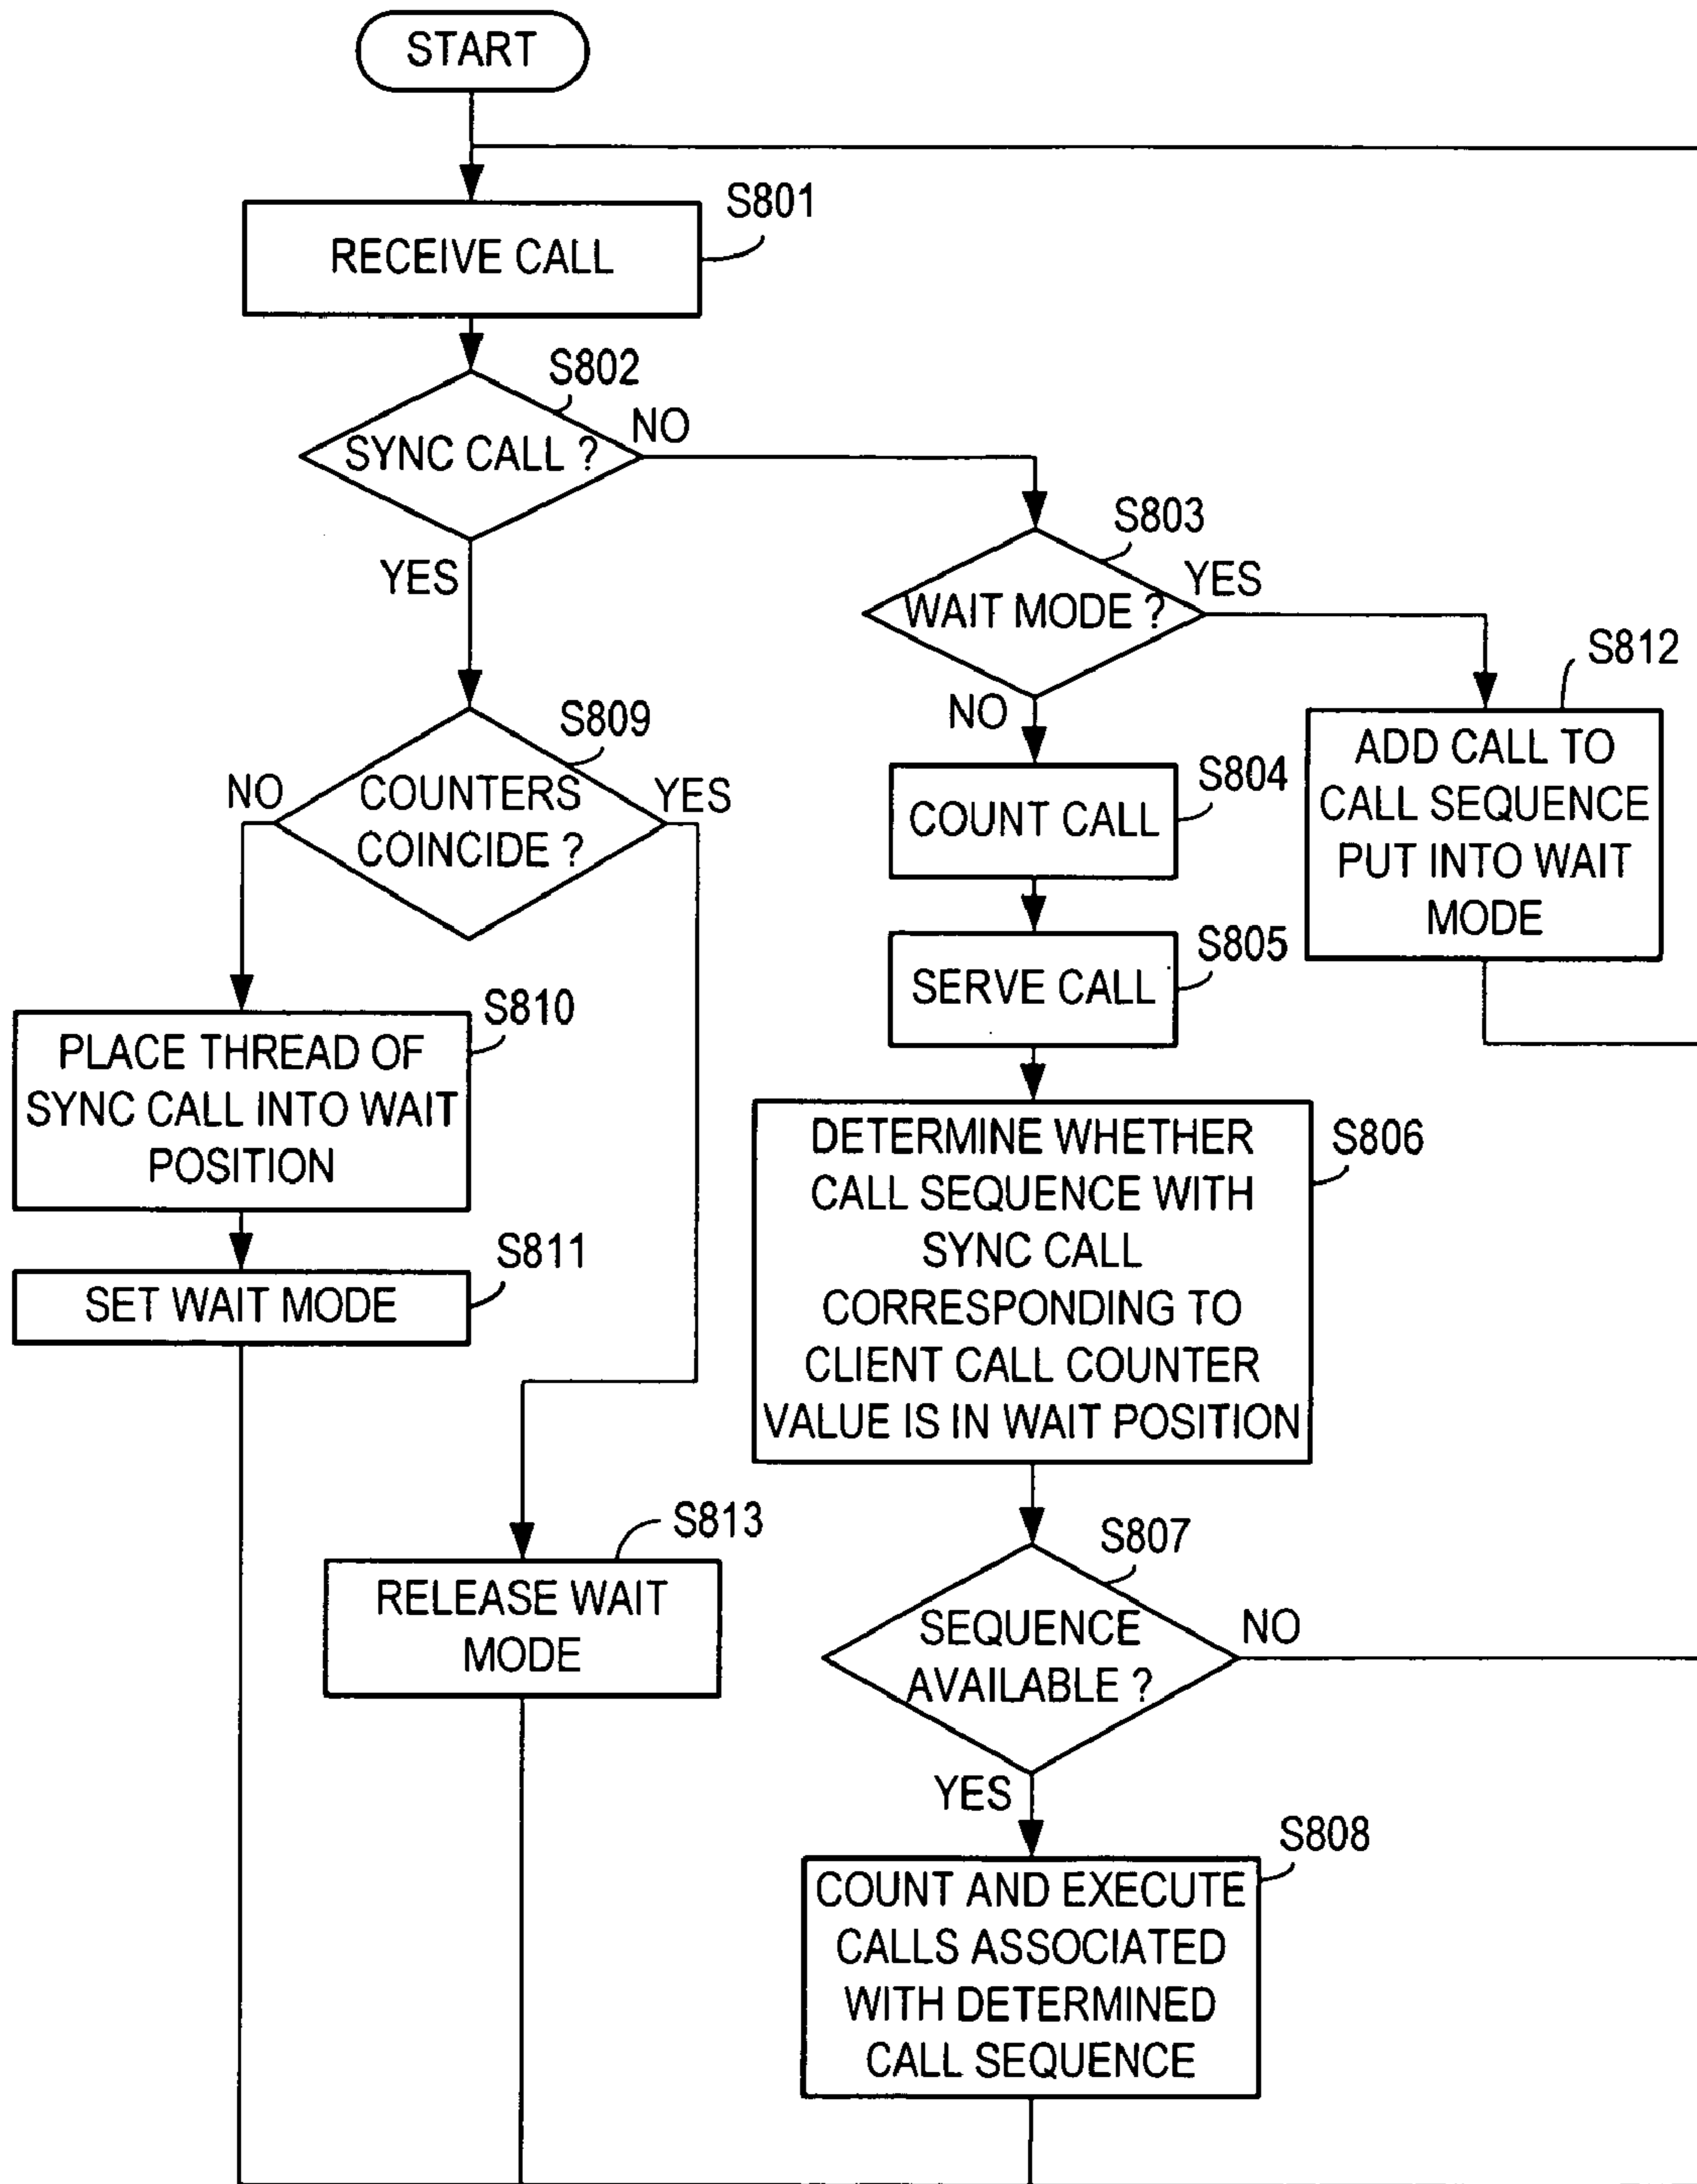 START
S801
RECEIVE CALL
S802
SYNC CALL ?
NO
YES
S803
WAIT MODE ?
YES
NO
S812
ADD CALL TO
CALL SEQUENCE
PUT INTO WAIT
MODE
S809
COUNTERS
COINCIDE ?
NO
YES
S804
COUNT CALL
S805
SERVE CALL
S810
PLACE THREAD OF
SYNC CALL INTO WAIT
POSITION
S811
SET WAIT MODE
S806
DETERMINE WHETHER
CALL SEQUENCE WITH
SYNC CALL
CORRESPONDING TO
CLIENT CALL COUNTER
VALUE IS IN WAIT POSITION
S813
RELEASE WAIT
MODE
S807
SEQUENCE
AVAILABLE ?
NO
YES
S808
COUNT AND EXECUTE
CALLS ASSOCIATED
WITH DETERMINED
CALL SEQUENCE